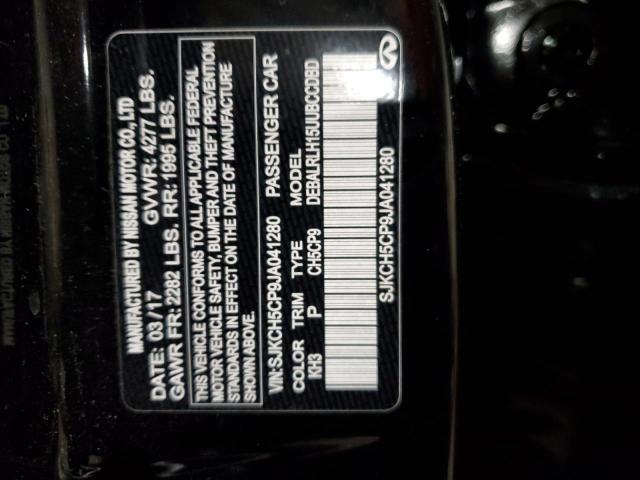 MANUFACTURED BY NISSAN MOTOR CO., LTD
DATE: 03/17 GVWR: 4277 LBS.
GAWR FR: 2282 LBS. RR: 1995 LBS.
THIS VEHICLE CONFORMS TO ALL APPLICABLE FEDERAL
MOTOR VEHICLE SAFETY, BUMPER AND THEFT PREVENTION
STANDARDS IN EFFECT ON THE DATE OF MANUFACTURE
SHOWN ABOVE.
VIN:SJKCH5CP9JA041280 PASSENGER CAR
COLOR TRIM TYPE MODEL
KH3 P CH5CP9 DEBALRLH15UUBCCDBD
SJKCH5CP9JA041280